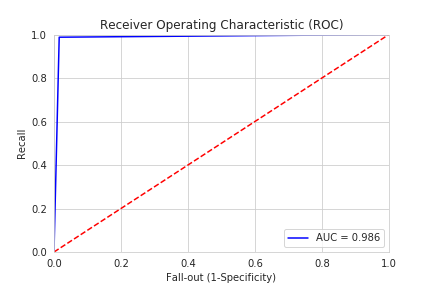 Receiver Operating Characteristic (ROC)
1.0
0.8
0.6
0.4
0.2
0.0
Recall
0.0 0.2 0.4 0.6 0.8 1.0
Fall-out (1-Specificity)
AUC = 0.986